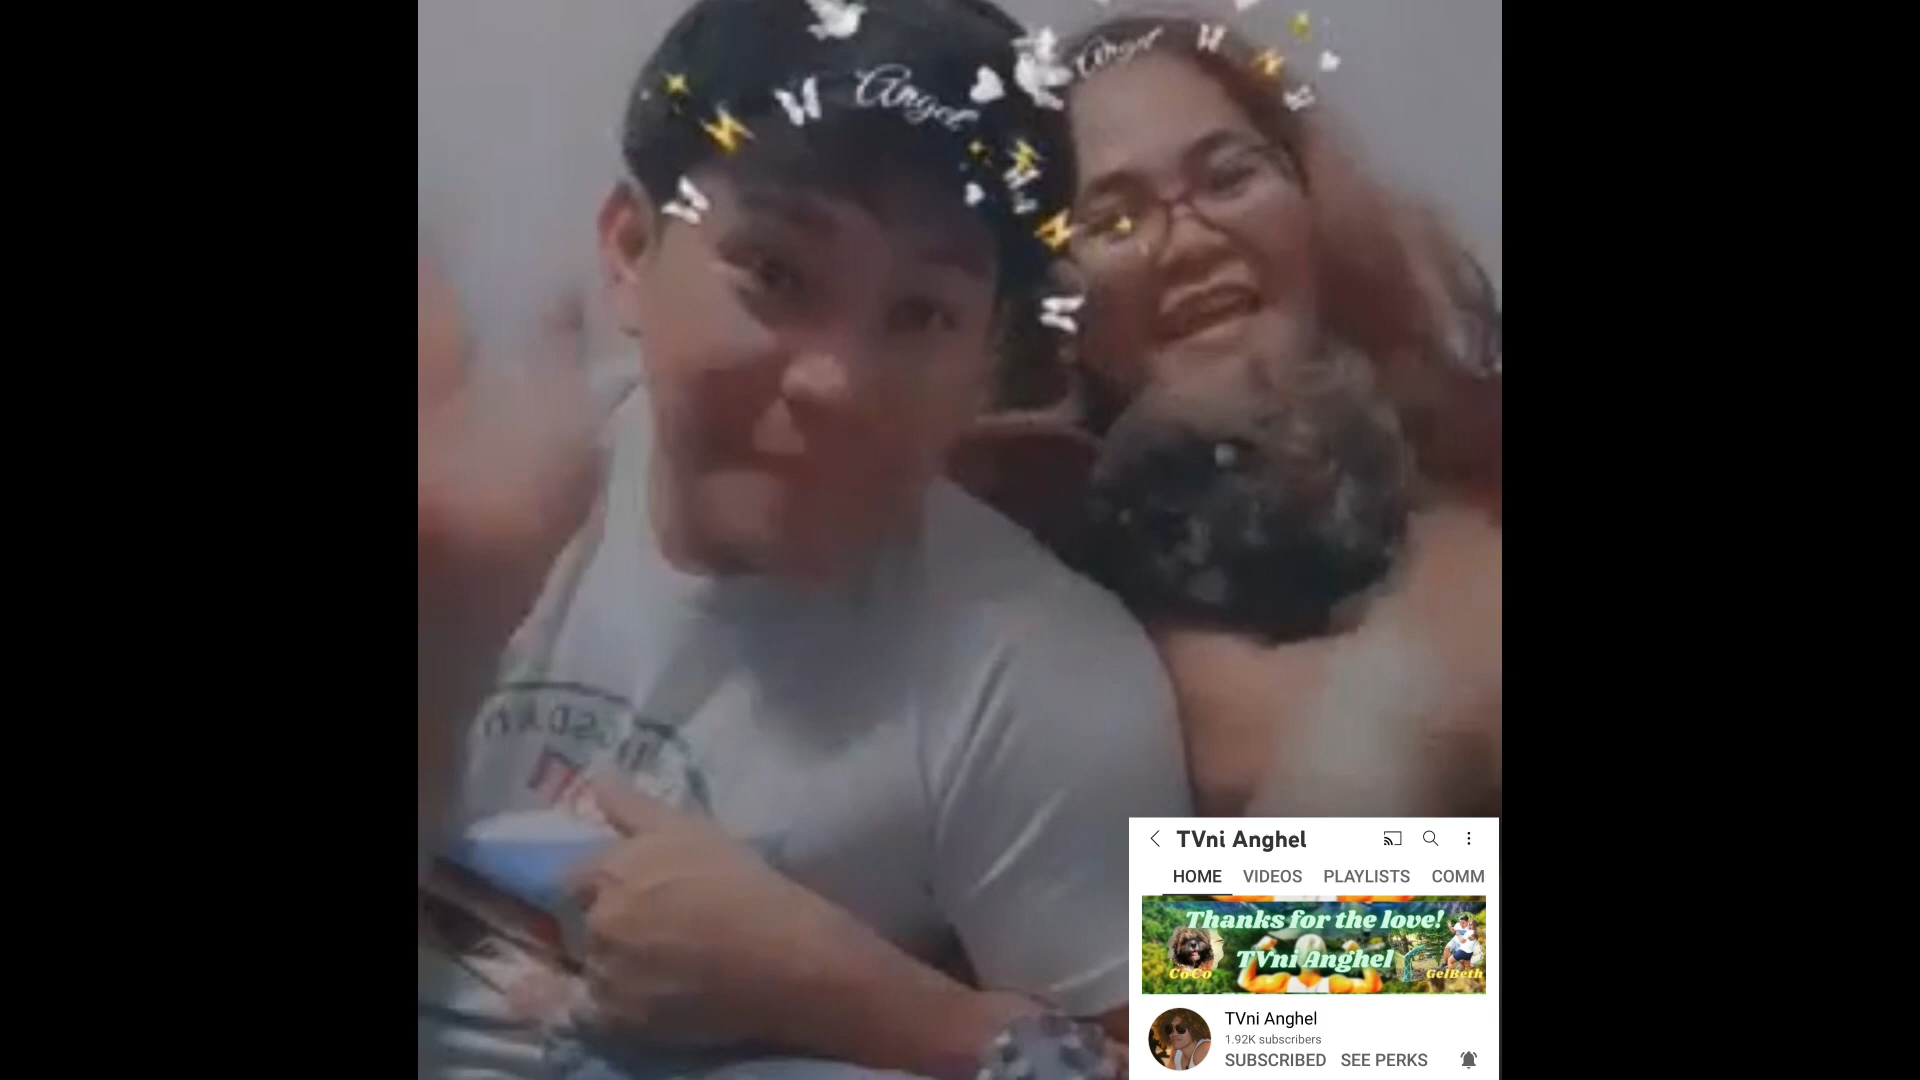 Angel
Angel
TVni Anghel
HOME VIDEOS PLAYLISTS COMM
Thanks for the love!
TVni Anghel
CoCo
GelBeth
TVni Anghel
1.92K subscribers
SUBSCRIBED SEE PERKS